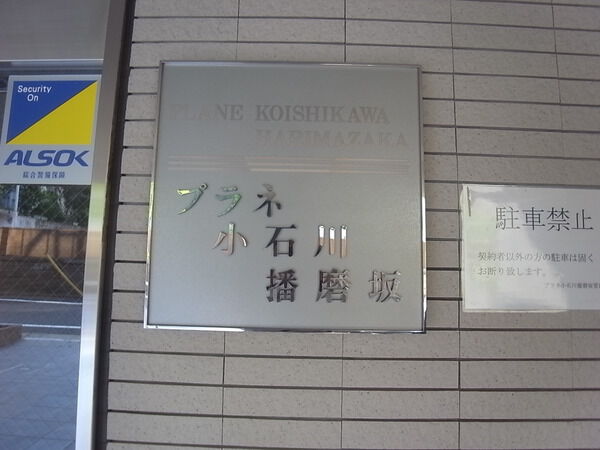 Security
On
ALSOK
綜合警備保障
PLANE KOISHIKAWA
HARIMAZAKA
プラネ
小石川
播磨坂
駐車禁止
契約者以外の方の駐車は固く
お断り致します。